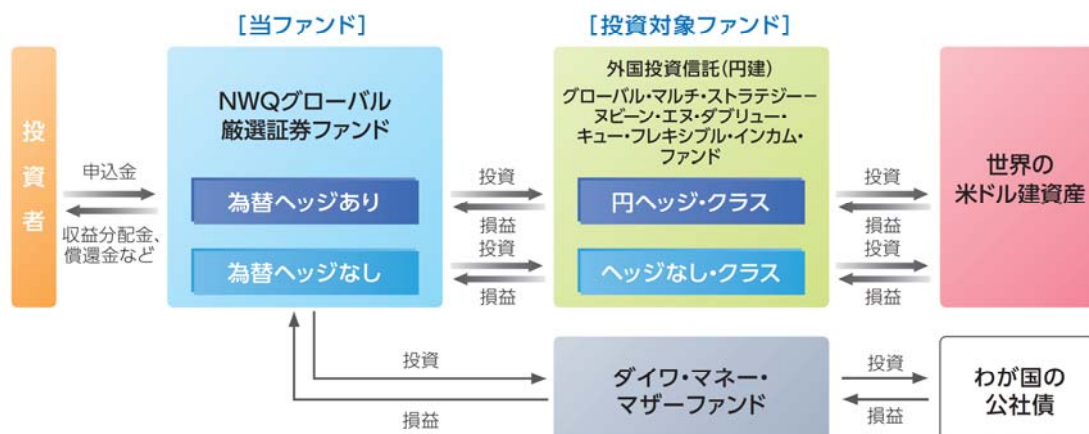 [当ファンド]
[投資対象ファンド]
投資者
申込金
収益分配金、
償還金など
NWQグローバル
厳選証券ファンド
為替ヘッジあり
為替ヘッジなし
投資
損益
投資
損益
外国投資信託(円建)
グローバル・マルチ・ストラテジー－
ヌビーン・エヌ・ダブリュー・
キュー・フレキシブル・インカム・
ファンド
円ヘッジ・クラス
ヘッジなし・クラス
投資
損益
投資
損益
世界の
米ドル建資産
投資
損益
ダイワ・マネー・
マザーファンド
投資
損益
わが国の
公社債